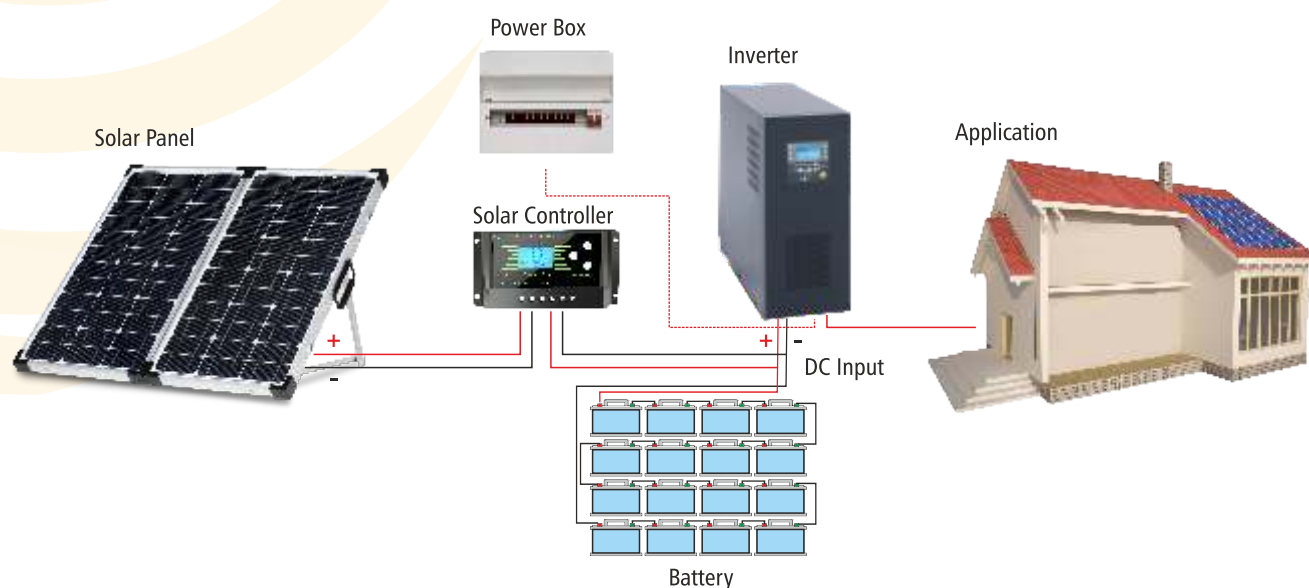 Power Box
Inverter
Solar Panel
Application
Solar Controller
+
-
+
-
DC Input
Battery